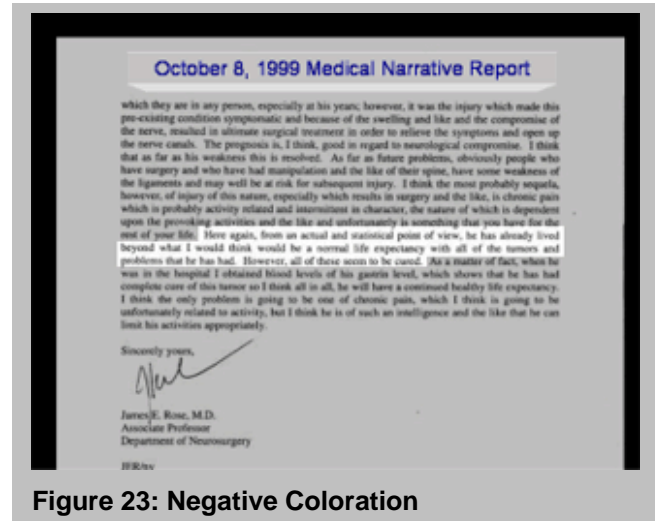 October 8, 1999 Medical Narrative Report
which they are in any person, especially at his years; however, it was the injury which made this
pre-existing condition symptomatic and because of the swelling and like and the compromise of
the nerve, resulted in ultimate surgical treatment in order to relieve the symptoms and open up
the nerve canals. The prognosis is, I think, good in regard to neurological compromise. I think
that as far as his weakness this is resolved. As far as future problems, obviously people who
have surgery and who have had manipulation and the like of their spine, have some weakness of
the ligaments and may well be at risk for subsequent injury. I think the most probably sequela,
however, of injury of this nature, especially which results in surgery and the like, is chronic pain
which is probably activity related and intermittent in character, the nature of which is dependent
upon the provoking activities and the like and unfortunately is something that you have for the
rest of your life. Here again, from an actual and statistical point of view, he has already lived
beyond what I would think would be a normal life expectancy with all of the tumors and
problems that he has had. However, all of these seem to be cured. As a matter of fact, when he
was in the hospital I obtained blood levels of his gastrin level, which shows that he has had
complete cure of this tumor so I think all in all, he will have a continued healthy life expectancy.
I think the only problem is going to be one of chronic pain, which I think is going to be
unfortunately related to activity, but I think he is of such an intelligence and the like that he can
limit his activities appropriately.
Sincerely yours,
James E. Rose, M.D.
Associate Professor
Department of Neurosurgery
JER/nv
Figure 23: Negative Coloration